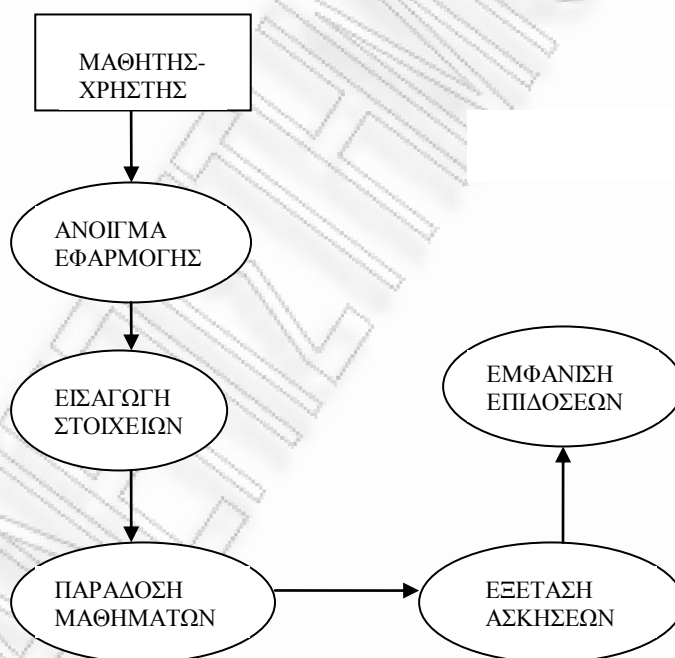 ΜΑΘΗΤΗΣ-
ΧΡΗΣΤΗΣ
ΑΝΟΙΓΜΑ
ΕΦΑΡΜΟΓΗΣ
ΕΙΣΑΓΩΓΗ
ΣΤΟΙΧΕΙΩΝ
ΠΑΡΑΔΟΣΗ
ΜΑΘΗΜΑΤΩΝ
ΕΞΕΤΑΣΗ
ΑΣΚΗΣΕΩΝ
ΕΜΦΑΝΙΣΗ
ΕΠΙΔΟΣΕΩΝ